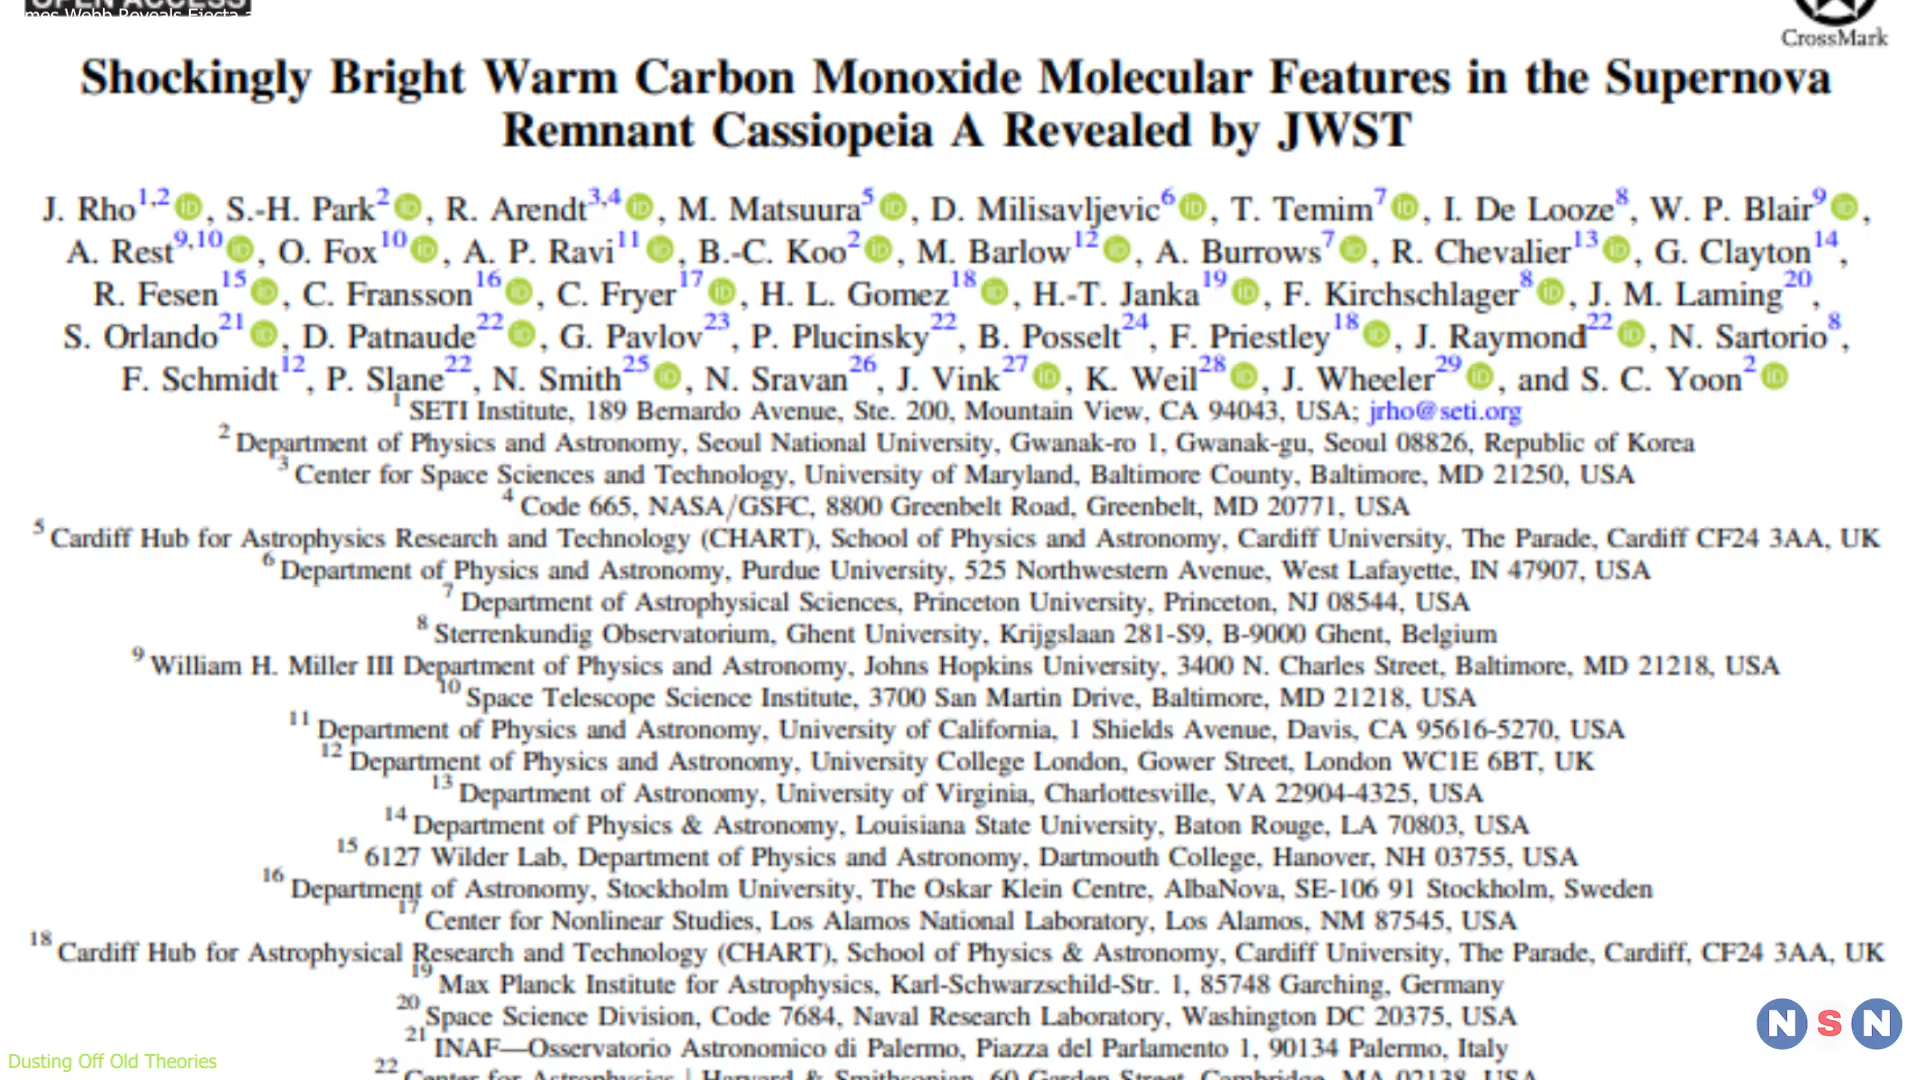 OPEN ACCESS
mes Webb Reveals Ejecta a
CrossMark
Shockingly Bright Warm Carbon Monoxide Molecular Features in the Supernova
Remnant Cassiopeia A Revealed by JWST
J. Rho1,2, S.-H. Park2, R. Arendt3,4, M. Matsuura5, D. Milisavljevic6, T. Temim7, I. De Looze8, W. P. Blair9,
A. Rest9,10, O. Fox10, A. P. Ravi11, B.-C. Koo2, M. Barlow12, A. Burrows7, R. Chevalier13, G. Clayton14,
R. Fesen15, C. Fransson16, C. Fryer17, H. L. Gomez18, H.-T. Janka19, F. Kirchschlager8, J. M. Laming20,
S. Orlando21, D. Patnaude22, G. Pavlov23, P. Plucinsky22, B. Posselt24, F. Priestley18, J. Raymond22, N. Sartorio8,
F. Schmidt12, P. Slane22, N. Smith25, N. Sravan26, J. Vink27, K. Weil28, J. Wheeler29, and S. C. Yoon2
1 SETI Institute, 189 Bernardo Avenue, Ste. 200, Mountain View, CA 94043, USA; jrho@seti.org
2 Department of Physics and Astronomy, Seoul National University, Gwanak-ro 1, Gwanak-gu, Seoul 08826, Republic of Korea
3 Center for Space Sciences and Technology, University of Maryland, Baltimore County, Baltimore, MD 21250, USA
4 Code 665, NASA/GSFC, 8800 Greenbelt Road, Greenbelt, MD 20771, USA
5 Cardiff Hub for Astrophysics Research and Technology (CHART), School of Physics and Astronomy, Cardiff University, The Parade, Cardiff CF24 3AA, UK
6 Department of Physics and Astronomy, Purdue University, 525 Northwestern Avenue, West Lafayette, IN 47907, USA
7 Department of Astrophysical Sciences, Princeton University, Princeton, NJ 08544, USA
8 Sterrenkundig Observatorium, Ghent University, Krijgslaan 281-S9, B-9000 Ghent, Belgium
9 William H. Miller III Department of Physics and Astronomy, Johns Hopkins University, 3400 N. Charles Street, Baltimore, MD 21218, USA
10 Space Telescope Science Institute, 3700 San Martin Drive, Baltimore, MD 21218, USA
11 Department of Physics and Astronomy, University of California, 1 Shields Avenue, Davis, CA 95616-5270, USA
12 Department of Physics and Astronomy, University College London, Gower Street, London WC1E 6BT, UK
13 Department of Astronomy, University of Virginia, Charlottesville, VA 22904-4325, USA
14 Department of Physics & Astronomy, Louisiana State University, Baton Rouge, LA 70803, USA
15 6127 Wilder Lab, Department of Physics and Astronomy, Dartmouth College, Hanover, NH 03755, USA
16 Department of Astronomy, Stockholm University, The Oskar Klein Centre, AlbaNova, SE-106 91 Stockholm, Sweden
17 Center for Nonlinear Studies, Los Alamos National Laboratory, Los Alamos, NM 87545, USA
18 Cardiff Hub for Astrophysical Research and Technology (CHART), School of Physics & Astronomy, Cardiff University, The Parade, Cardiff, CF24 3AA, UK
19 Max Planck Institute for Astrophysics, Karl-Schwarzschild-Str. 1, 85748 Garching, Germany
20 Space Science Division, Code 7684, Naval Research Laboratory, Washington DC 20375, USA
21 INAF—Osservatorio Astronomico di Palermo, Piazza del Parlamento 1, 90134 Palermo, Italy
22 Center for Astrophysics | Harvard & Smithsonian, 60 Garden Street, Cambridge, MA 02138, USA
Dusting Off Old Theories
N S N